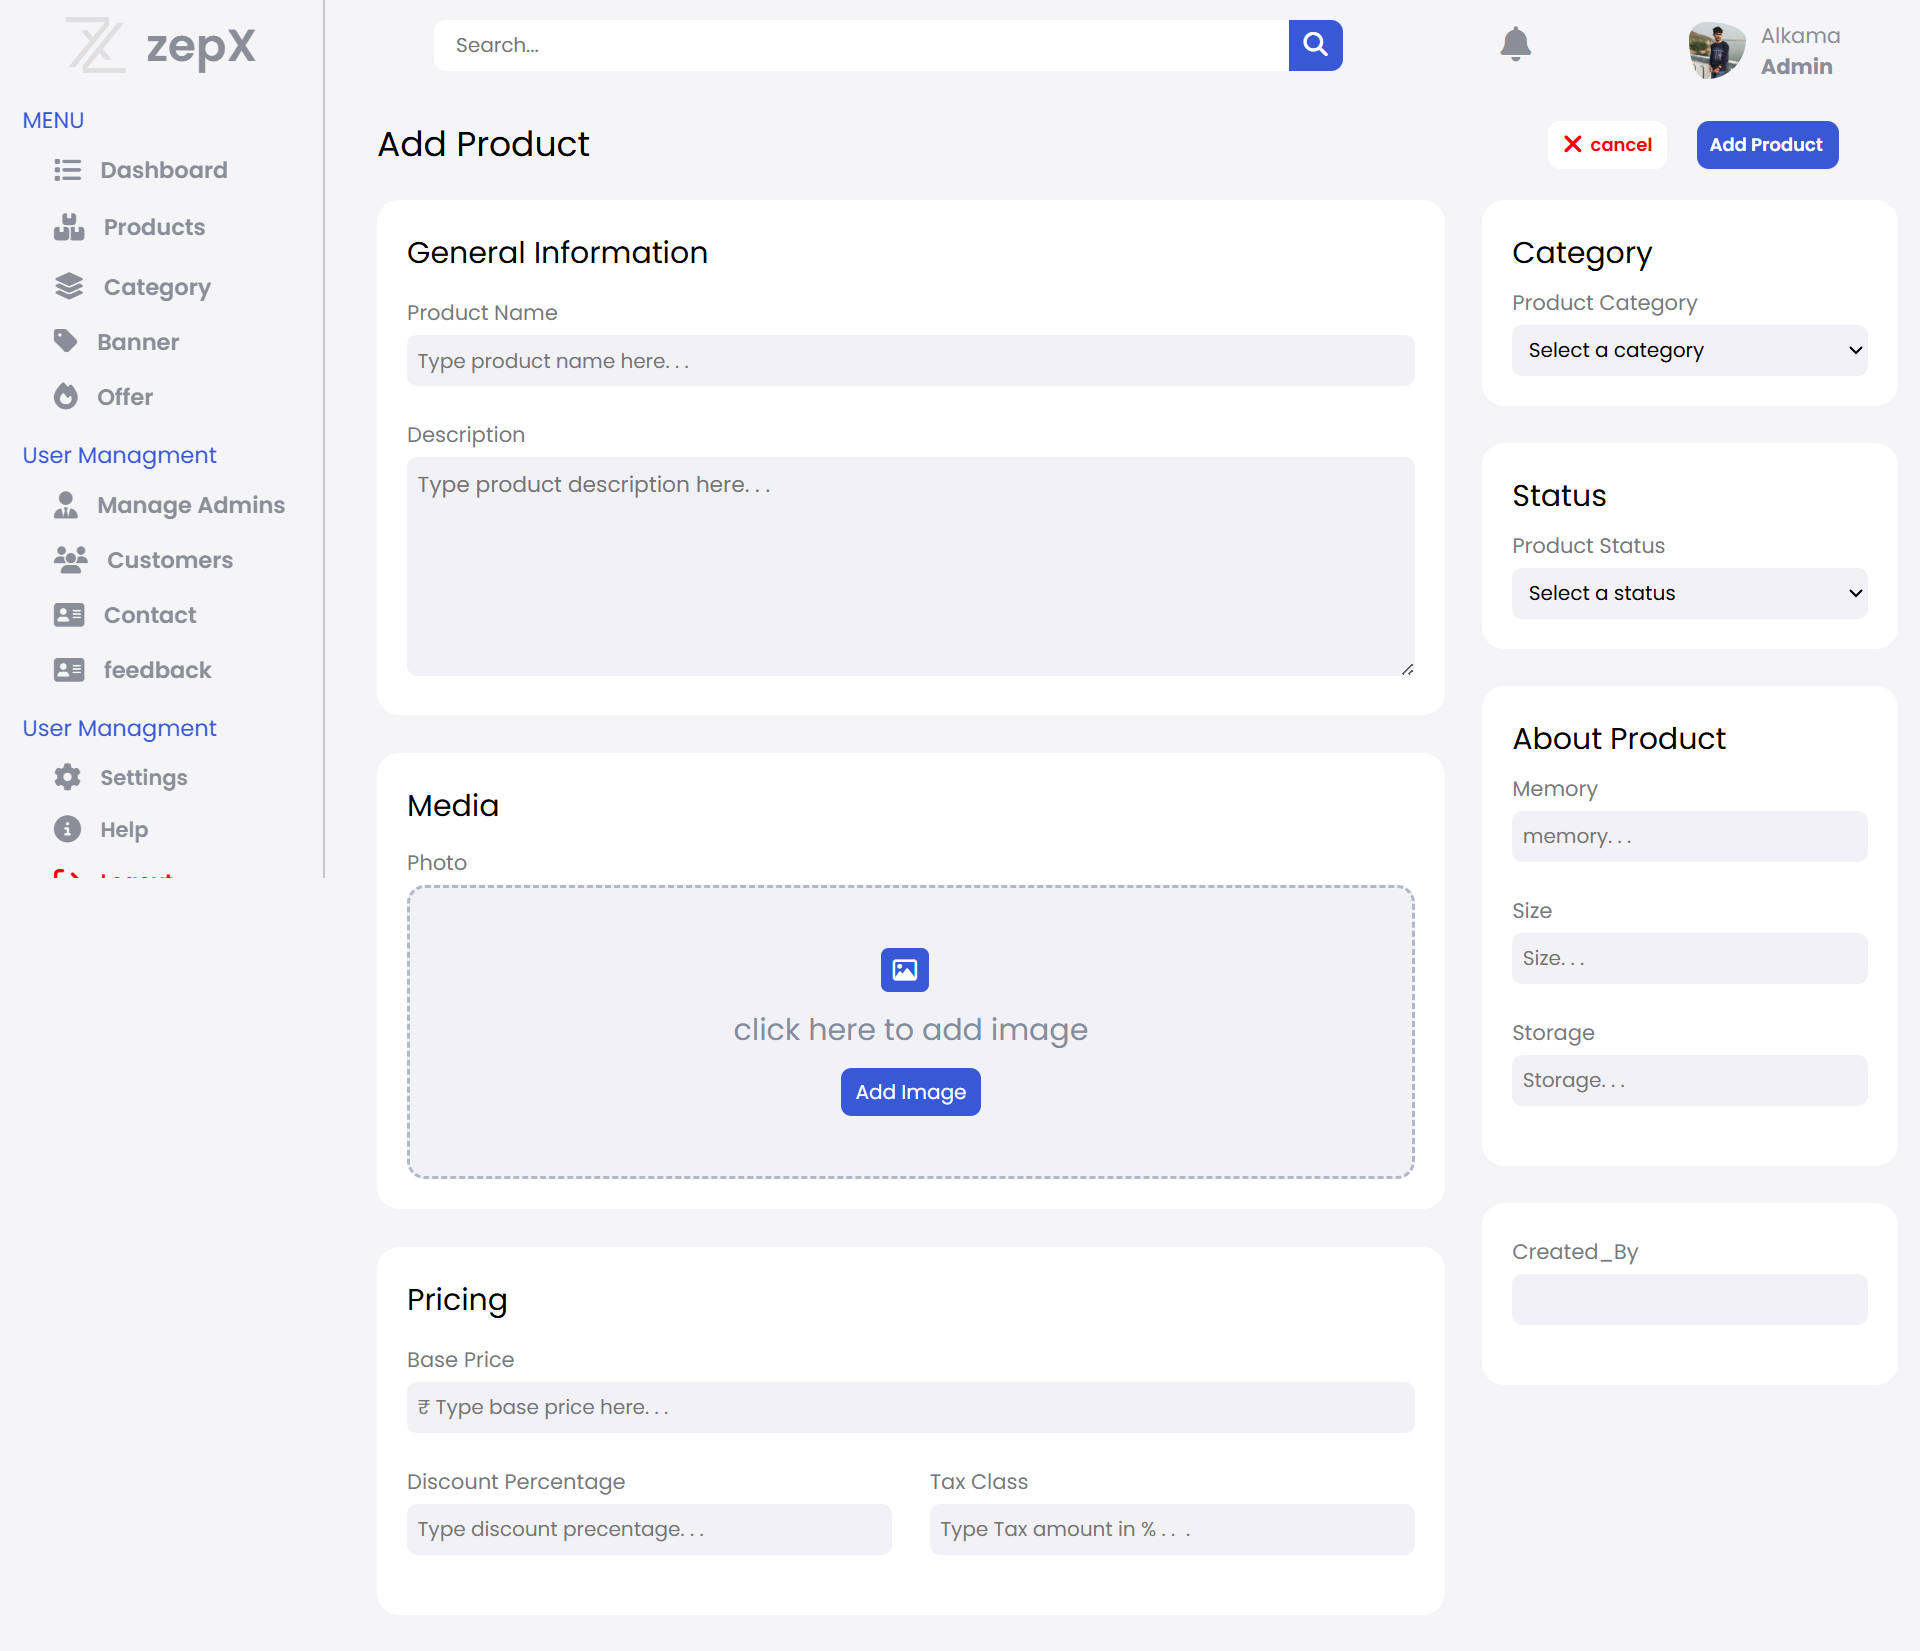 zepX
Search...
Alkama
Admin
MENU
Dashboard
Products
Category
Banner
Offer
User Managment
Manage Admins
Customers
Contact
feedback
User Managment
Settings
Help
Logout
Add Product
cancel
Add Product
General Information
Product Name
Type product name here. . .
Description
Type product description here. . .
Media
Photo
click here to add image
Add Image
Pricing
Base Price
₹ Type base price here. . .
Discount Percentage
Type discount precentage. . .
Tax Class
Type Tax amount in % . . .
Category
Product Category
Select a category
Status
Product Status
Select a status
About Product
Memory
memory. . .
Size
Size. . .
Storage
Storage. . .
Created_By